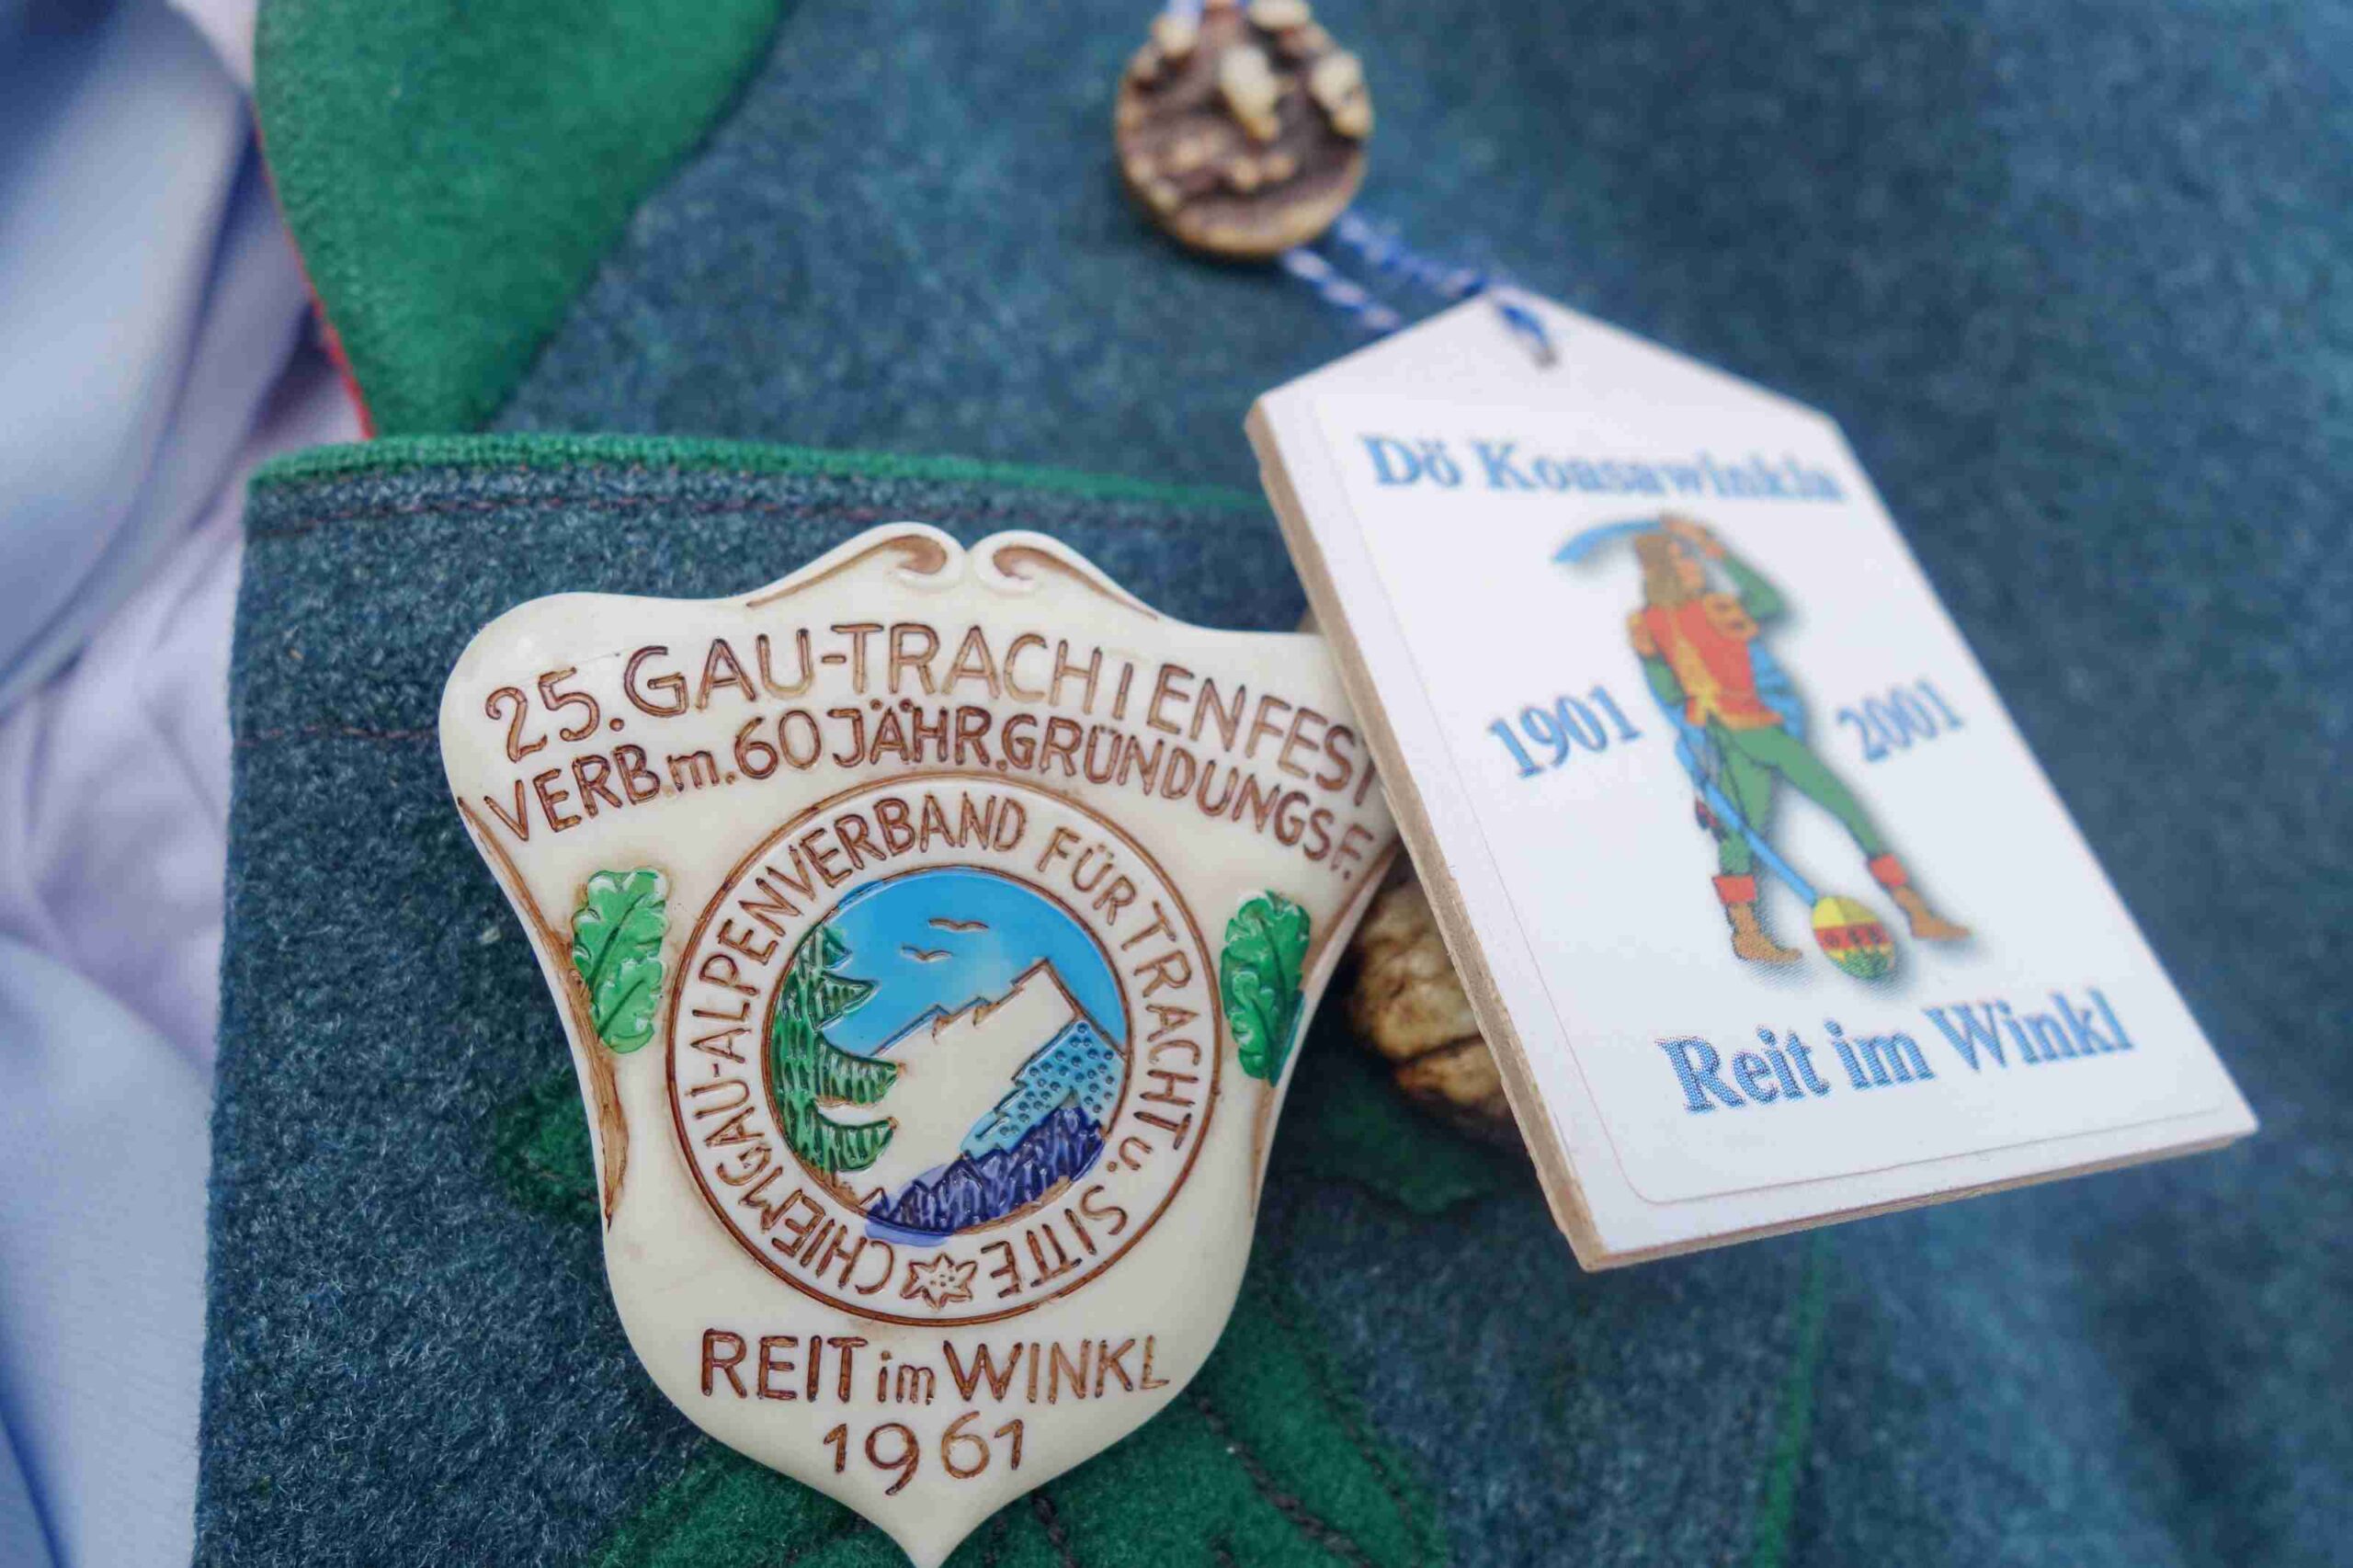 25. GAU-TRACHTENFEST
VERB m. 60 JÄHR. GRÜNDUNGSF.
CHIEMGAU-ALPENVERBAND FÜR TRACHT u. SITTE
REIT im WINKL
1961
Dö Koasawinkla
1901 2001
Reit im Winkl